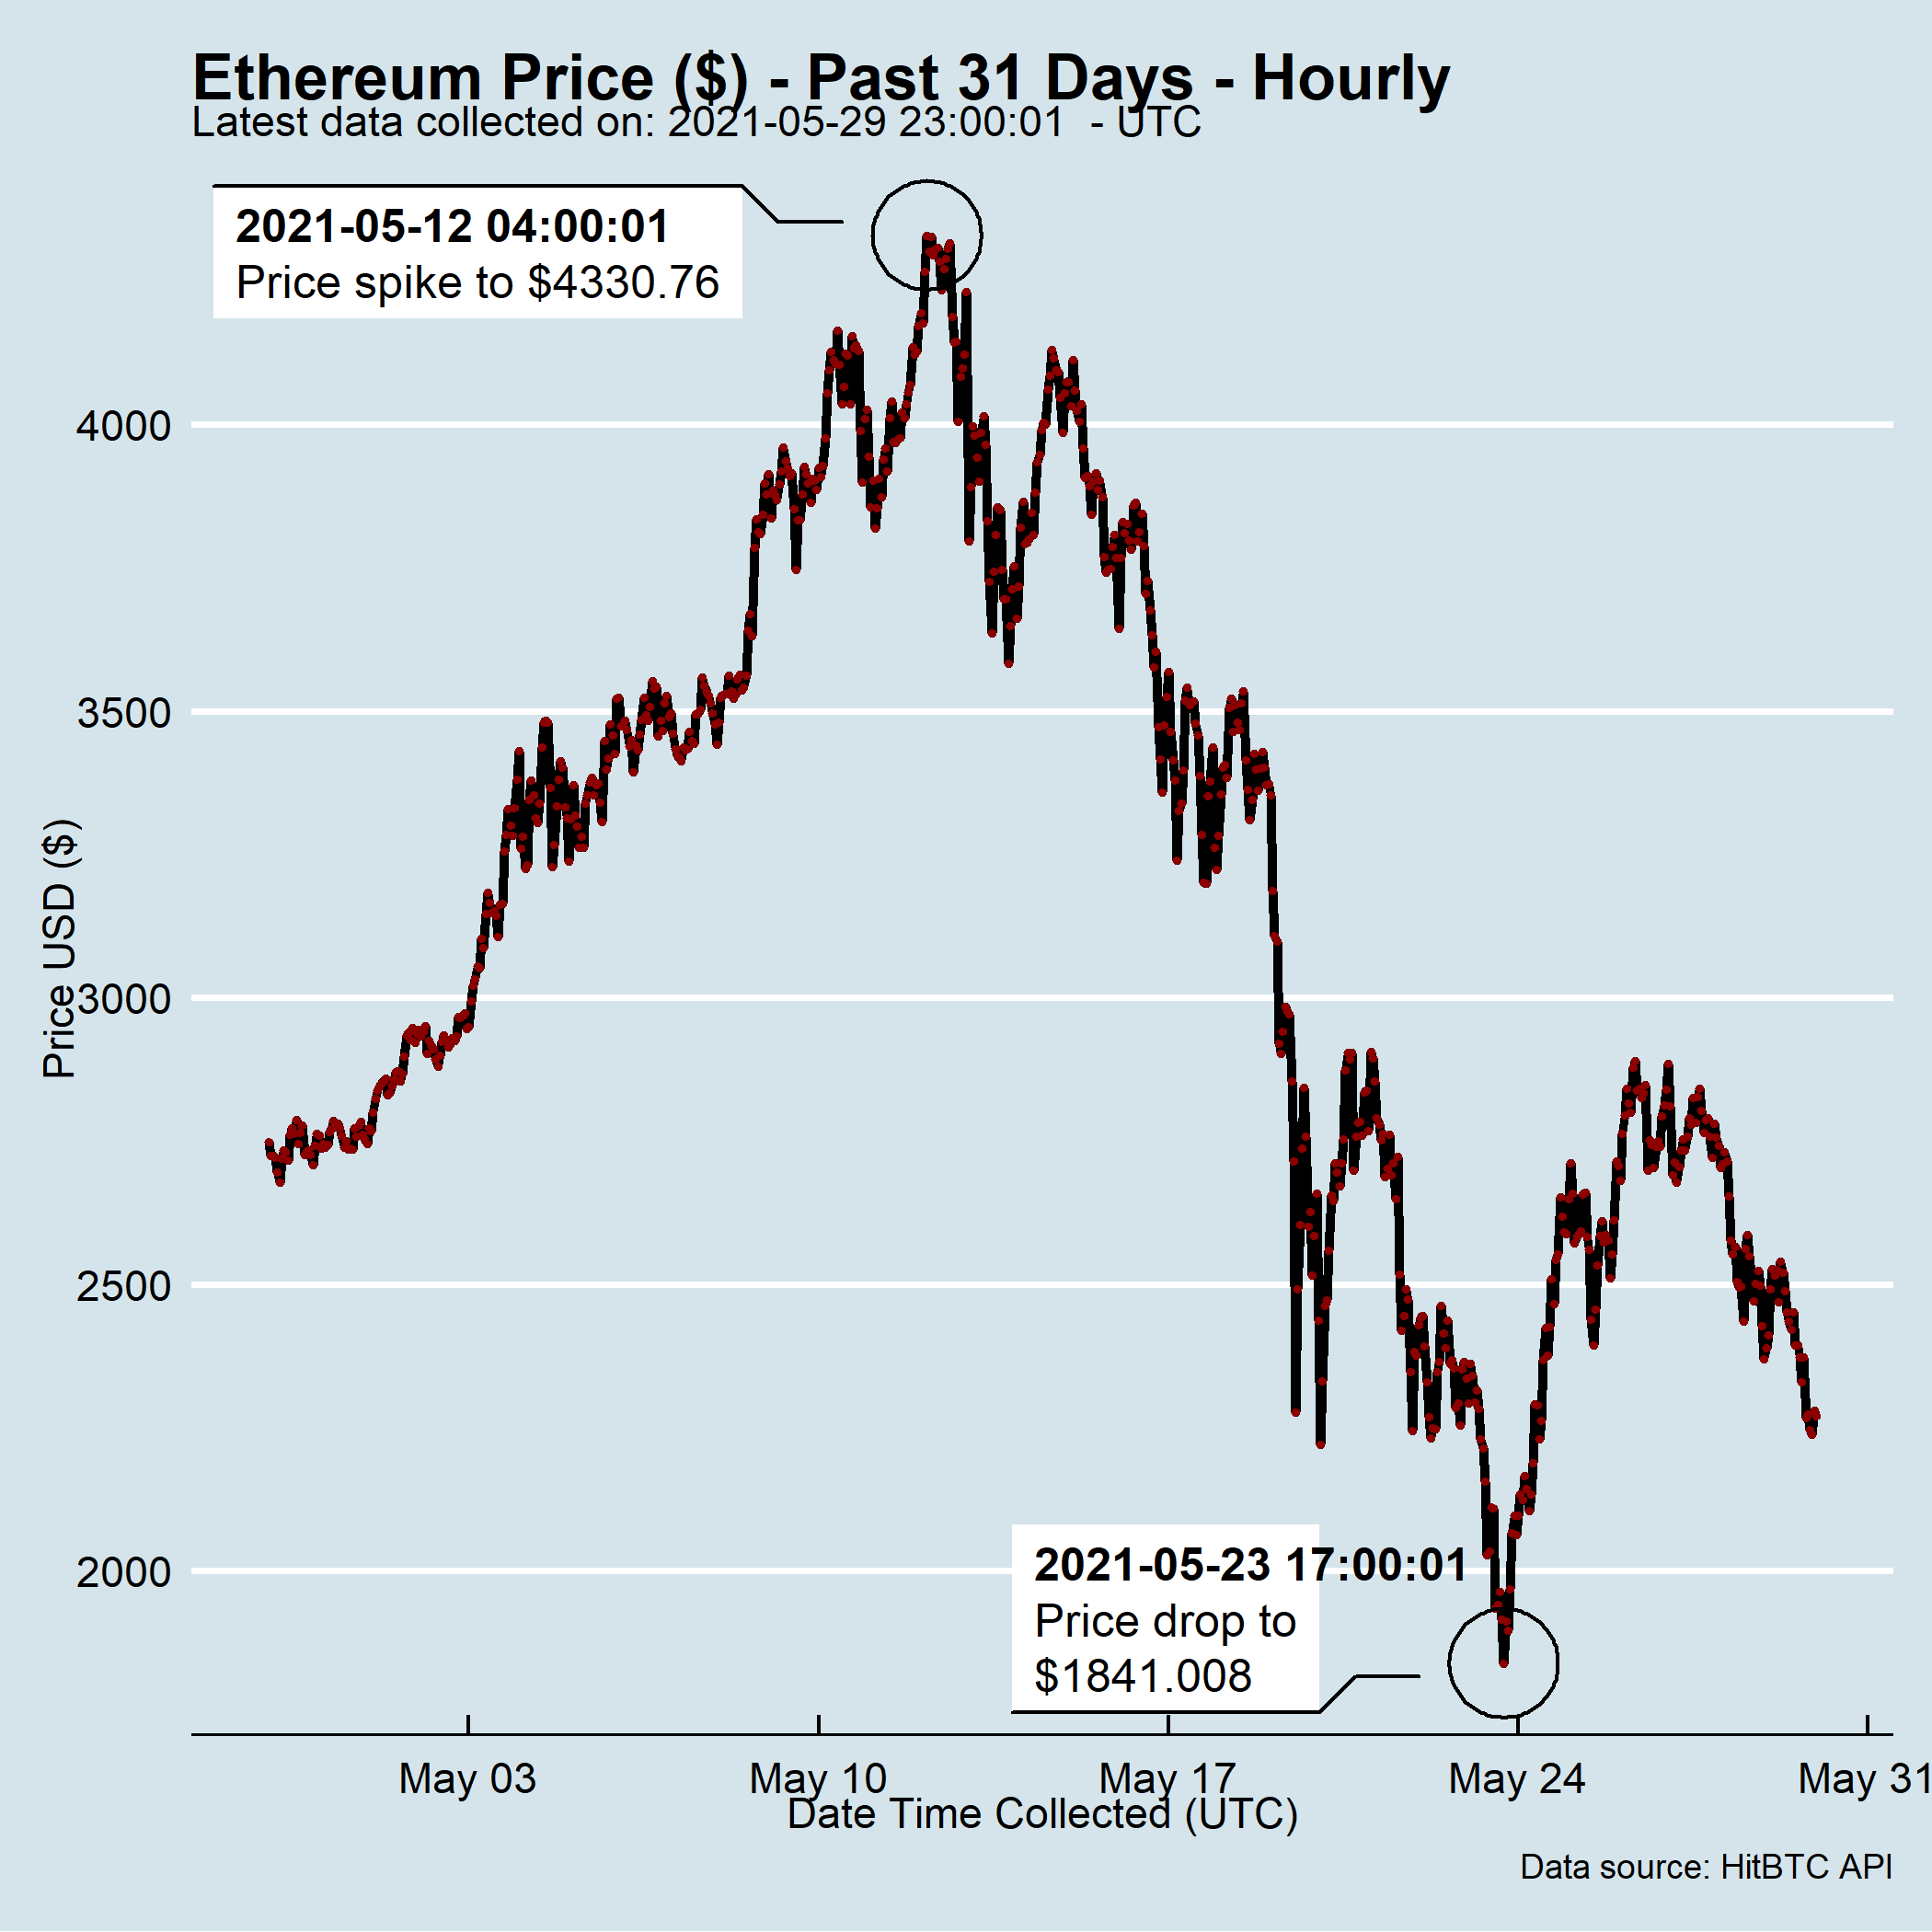 Ethereum Price ($) - Past 31 Days - Hourly
Latest data collected on: 2021-05-29 23:00:01  - UTC
2021-05-12 04:00:01
Price spike to $4330.76
4000
3500
3000
2500
2000
Price USD ($)
2021-05-23 17:00:01
Price drop to
$1841.008
May 03
May 10
May 17
May 24
May 31
Date Time Collected (UTC)
Data source: HitBTC API